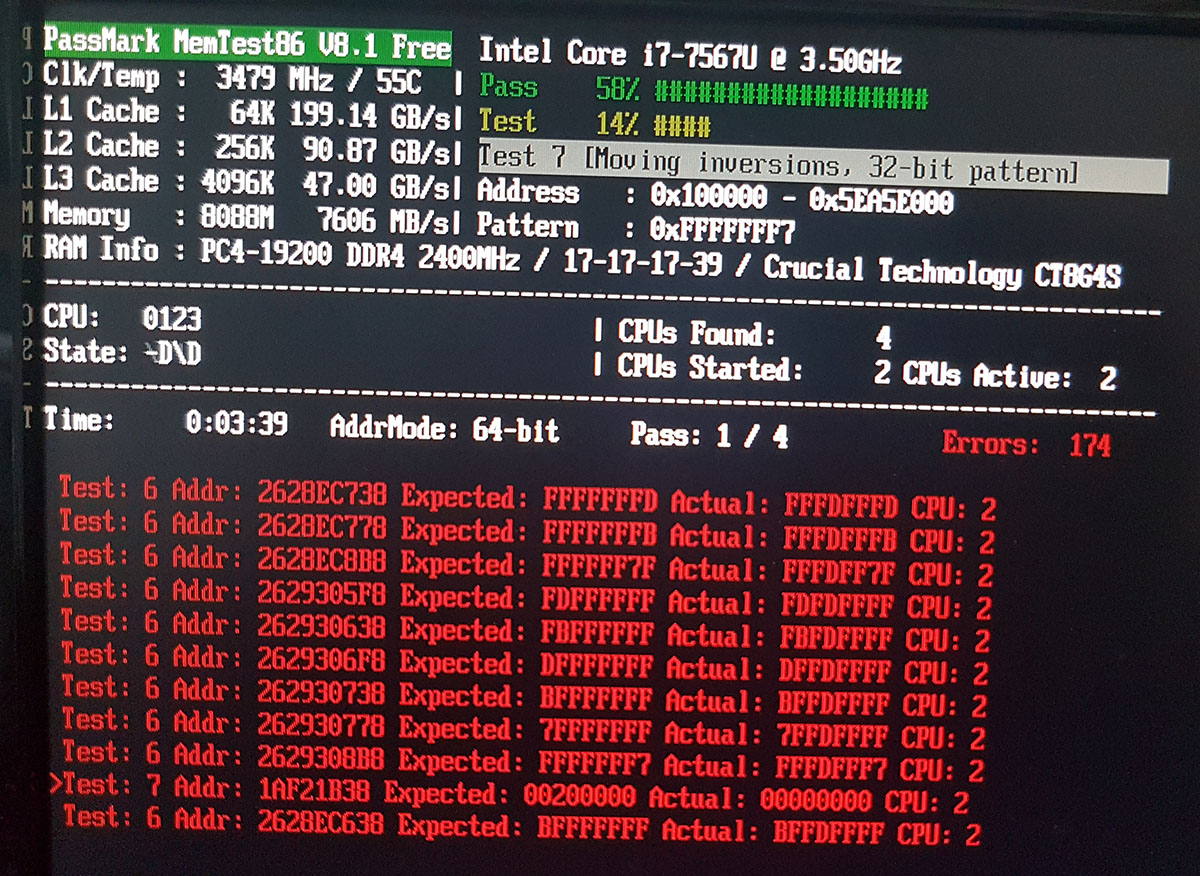 PassMark MemTest86 V8.1 Free Intel Core i7-7567U @ 3.50GHz
Clk/Temp : 3479 MHz / 55C | Pass 58% ###################
L1 Cache : 64K 199.14 GB/s| Test 14% ####
L2 Cache : 256K 90.87 GB/s| Test 7 [Moving inversions, 32-bit pattern]
L3 Cache : 4096K 47.00 GB/s| Address : 0x100000 - 0x5EA5E000
Memory : 8088M 7606 MB/s| Pattern : 0xFFFFFFF7
RAM Info : PC4-19200 DDR4 2400MHz / 17-17-17-39 / Crucial Technology CT8G4S
CPU: 0123 | CPUs Found: 4
State: -D\D | CPUs Started: 2 CPUs Active: 2
Time: 0:03:39 AddrMode: 64-bit Pass: 1 / 4 Errors: 174
Test: 6 Addr: 2628EC738 Expected: FFFFFFFD Actual: FFFDFFFD CPU: 2
Test: 6 Addr: 2628EC778 Expected: FFFFFFFB Actual: FFFDFFFB CPU: 2
Test: 6 Addr: 2628EC8B8 Expected: FFFFFF7F Actual: FFFDFF7F CPU: 2
Test: 6 Addr: 2629305F8 Expected: FDFFFFFF Actual: FDFDFFFF CPU: 2
Test: 6 Addr: 262930638 Expected: FBFFFFFF Actual: FBFDFFFF CPU: 2
Test: 6 Addr: 2629306F8 Expected: DFFFFFFF Actual: DFFDFFFF CPU: 2
Test: 6 Addr: 262930738 Expected: BFFFFFFF Actual: BFFDFFFF CPU: 2
Test: 6 Addr: 262930778 Expected: 7FFFFFFF Actual: 7FFDFFFF CPU: 2
Test: 6 Addr: 2629308B8 Expected: FFFFFFF7 Actual: FFFDFFF7 CPU: 2
>Test: 7 Addr: 1AF21B38 Expected: 00200000 Actual: 00000000 CPU: 2
Test: 6 Addr: 2628EC638 Expected: BFFFFFFF Actual: BFFDFFFF CPU: 2